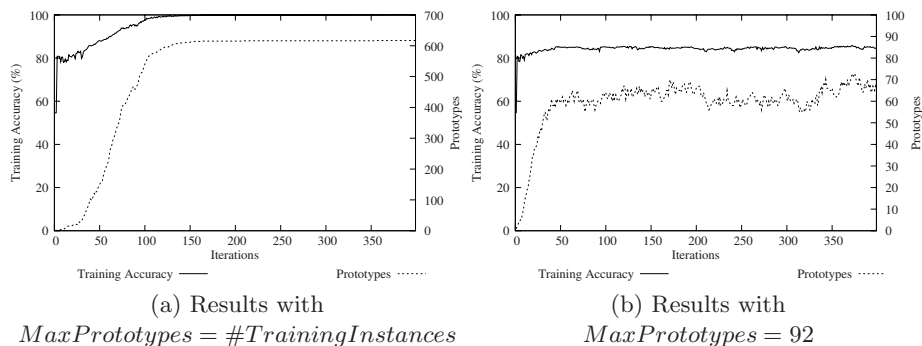 100
80
60
40
20
0
Training Accuracy (%)
700
600
500
400
300
200
100
0
Prototypes
0 50 100 150 200 250 300 350
Iterations
Training Accuracy
Prototypes
(a) Results with
MaxPrototypes = #TrainingInstances
100
80
60
40
20
0
Training Accuracy (%)
100
90
80
70
60
50
40
30
20
10
0
Prototypes
0 50 100 150 200 250 300 350
Iterations
Training Accuracy
Prototypes
(b) Results with
MaxPrototypes = 92